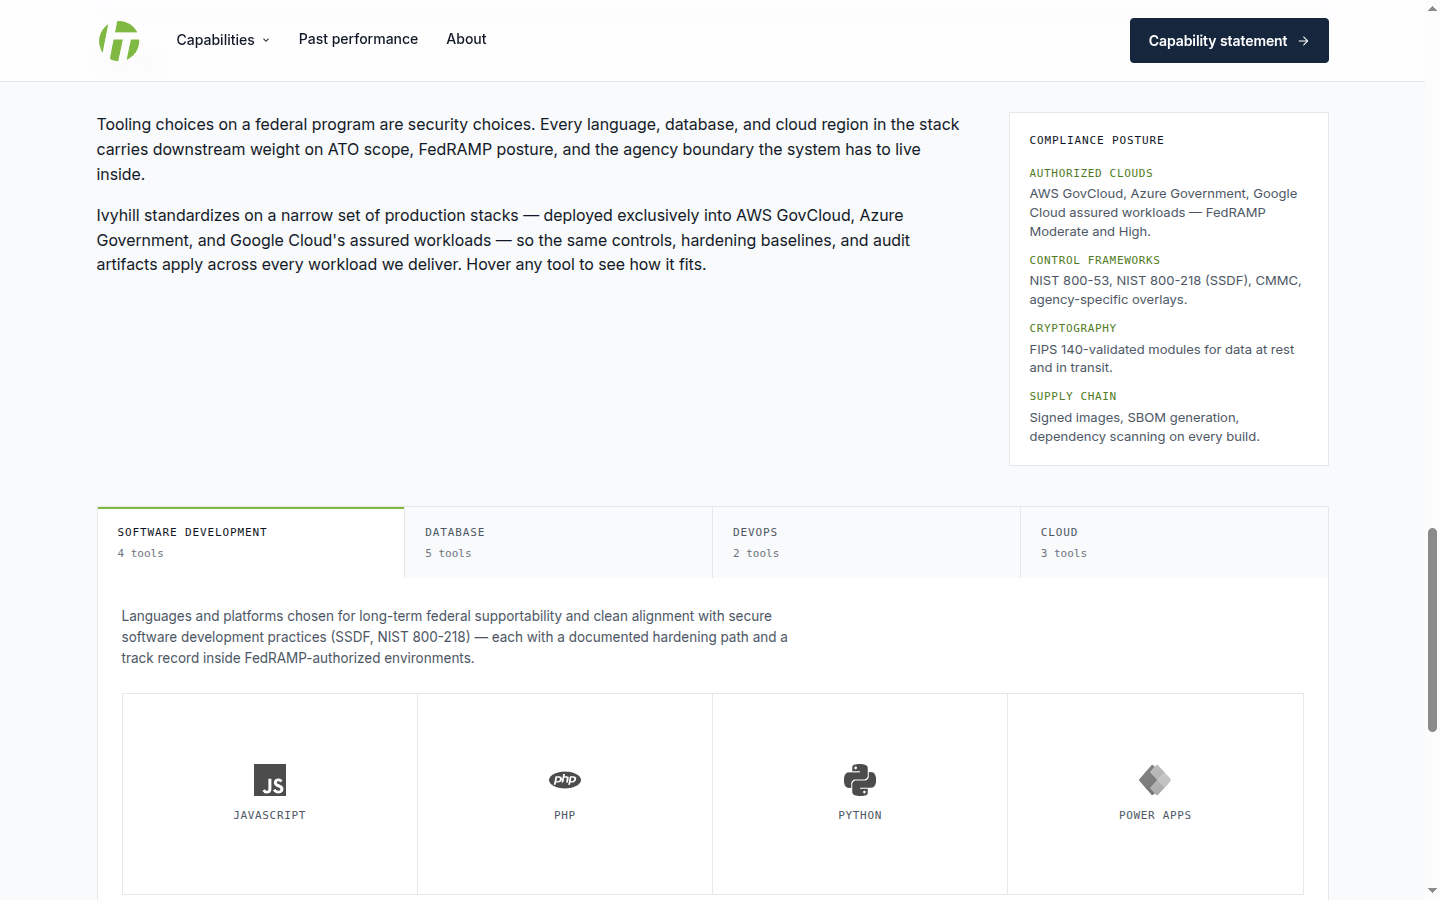 Capabilities
Past performance
About
Capability statement
Tooling choices on a federal program are security choices. Every language, database, and cloud region in the stack
carries downstream weight on ATO scope, FedRAMP posture, and the agency boundary the system has to live
inside.
Ivyhill standardizes on a narrow set of production stacks — deployed exclusively into AWS GovCloud, Azure
Government, and Google Cloud's assured workloads — so the same controls, hardening baselines, and audit
artifacts apply across every workload we deliver. Hover any tool to see how it fits.
COMPLIANCE POSTURE
AUTHORIZED CLOUDS
AWS GovCloud, Azure Government, Google
Cloud assured workloads — FedRAMP
Moderate and High.
CONTROL FRAMEWORKS
NIST 800-53, NIST 800-218 (SSDF), CMMC,
agency-specific overlays.
CRYPTOGRAPHY
FIPS 140-validated modules for data at rest
and in transit.
SUPPLY CHAIN
Signed images, SBOM generation,
dependency scanning on every build.
SOFTWARE DEVELOPMENT
4 tools
DATABASE
5 tools
DEVOPS
2 tools
CLOUD
3 tools
Languages and platforms chosen for long-term federal supportability and clean alignment with secure
software development practices (SSDF, NIST 800-218) — each with a documented hardening path and a
track record inside FedRAMP-authorized environments.
JS
JAVASCRIPT
php
PHP
PYTHON
POWER APPS